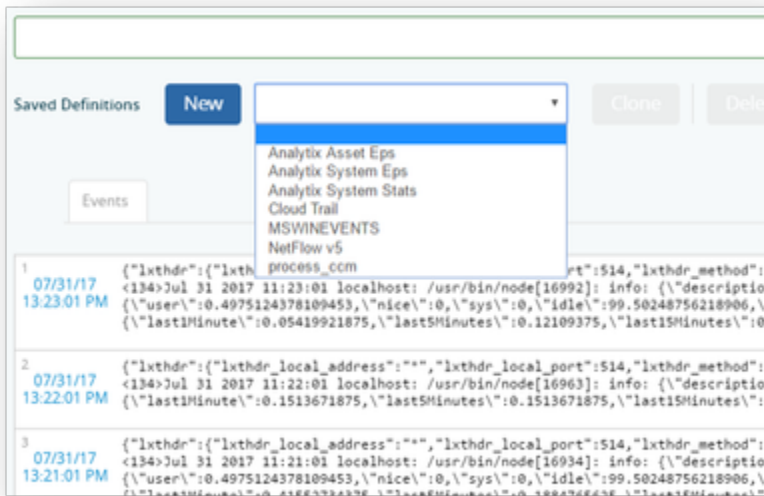 Saved Definitions New Clone Dele
Analytix Asset Eps
Analytix System Eps
Analytix System Stats
Cloud Trail
MSWINEVENTS
NetFlow v5
process_ccm
Events
1
07/31/17
13:23:01 PM
{"lxthdr":{"lxth rt":514,"lxthdr_method":
<134>Jul 31 2017 11:23:01 localhost: /usr/bin/node[16992]: info: {\"descriptio
{\"user\":0.4975124378109453,\"nice\":0,\"sys\":0,\"idle\":99.50248756218906,\
{\"last1Minute\":0.05419921875,\"last5Minutes\":0.12109375,\"last15Minutes\":0
2
07/31/17
13:22:01 PM
{"lxthdr":{"lxthdr_local_address":"*","lxthdr_local_port":514,"lxthdr_method":
<134>Jul 31 2017 11:22:01 localhost: /usr/bin/node[16963]: info: {\"descriptio
{\"last1Minute\":0.1513671875,\"last5Minutes\":0.1513671875,\"last15Minutes\":
3
07/31/17
13:21:01 PM
{"lxthdr":{"lxthdr_local_address":"*","lxthdr_local_port":514,"lxthdr_method":
<134>Jul 31 2017 11:21:01 localhost: /usr/bin/node[16934]: info: {\"descriptio
{\"user\":0.4975124378109453,\"nice\":0,\"sys\":0,\"idle\":99.50248756218906,\